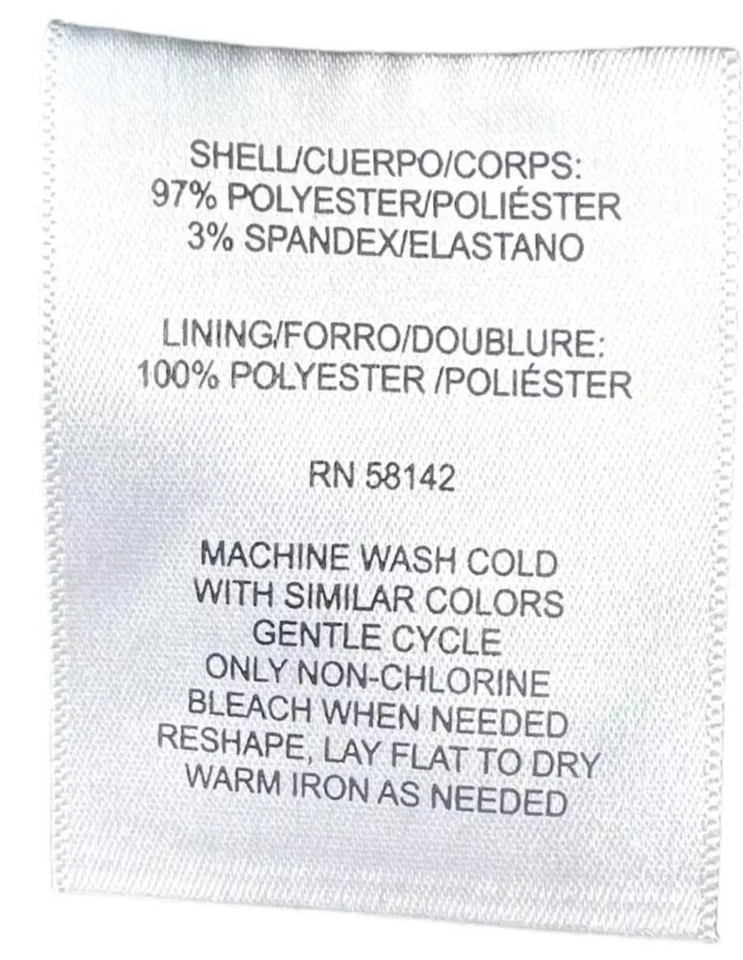 SHELL/CUERPO/CORPS:
97% POLYESTER/POLIÉSTER
3% SPANDEX/ELASTANO
LINING/FORRO/DOUBLURE:
100% POLYESTER /POLIÉSTER
RN 58142
MACHINE WASH COLD
WITH SIMILAR COLORS
GENTLE CYCLE
ONLY NON-CHLORINE
BLEACH WHEN NEEDED
RESHAPE, LAY FLAT TO DRY
WARM IRON AS NEEDED